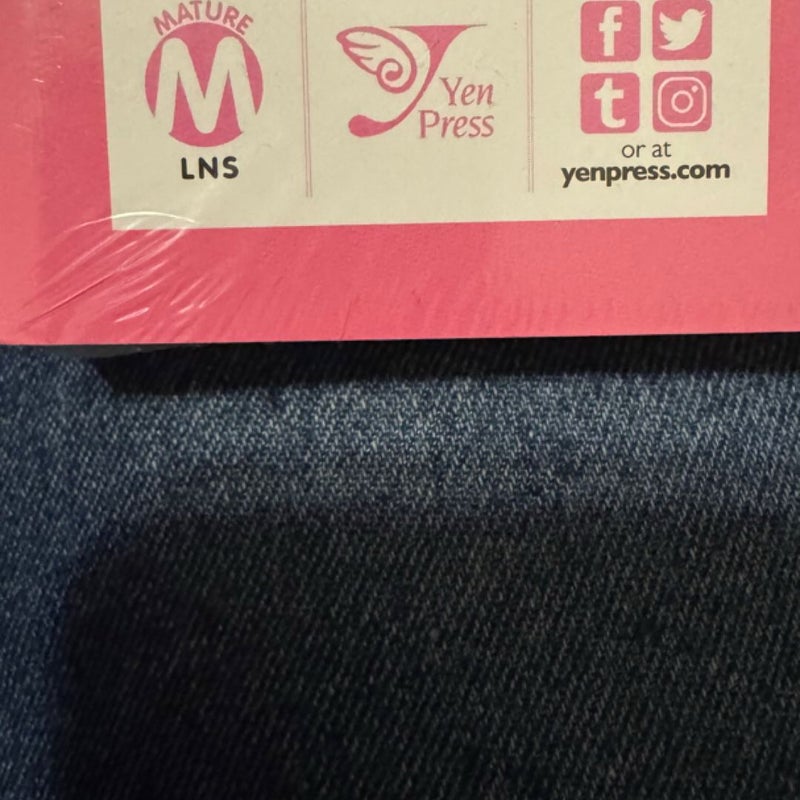 MATURE
M
LNS
Yen
Press
or at
yenpress.com